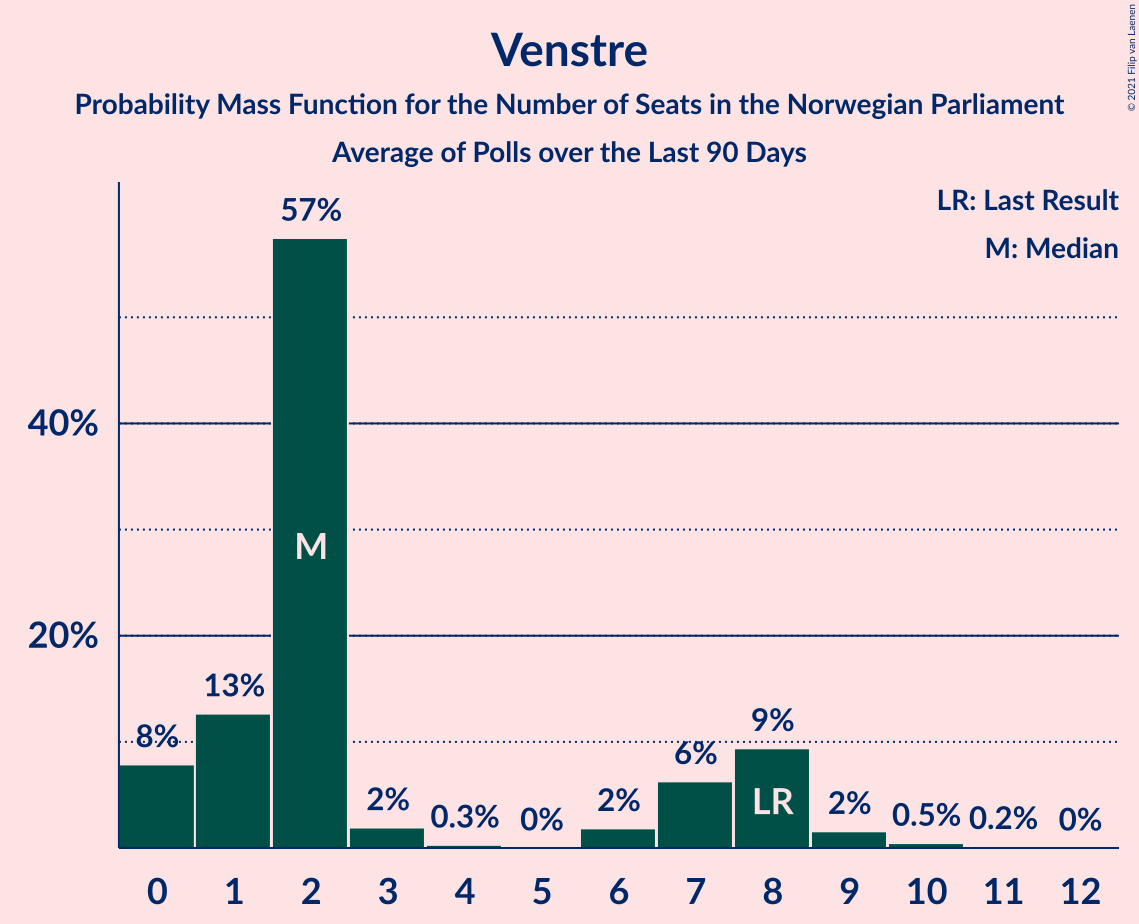 Venstre
Probability Mass Function for the Number of Seats in the Norwegian Parliament
Average of Polls over the Last 90 Days
© 2021 Filip van Laenen
LR: Last Result
M: Median
40%
20%
8%
13%
57%
2%
0.3%
0%
2%
6%
9%
2%
0.5%
0.2%
0%
M
LR
0 1 2 3 4 5 6 7 8 9 10 11 12